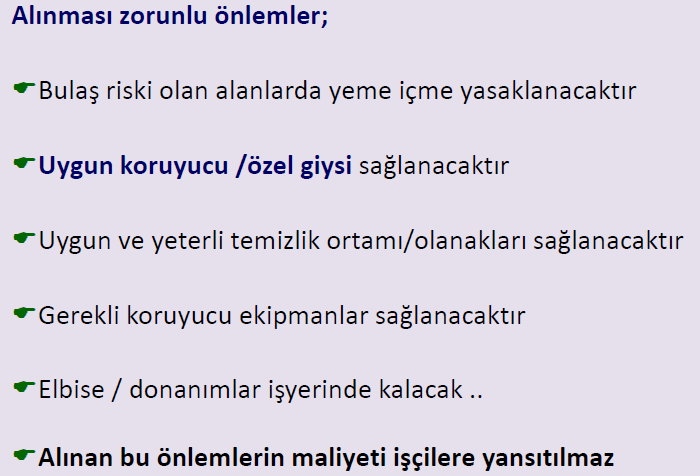 Alınması zorunlu önlemler;
Bulaş riski olan alanlarda yeme içme yasaklanacaktır
Uygun koruyucu /özel giysi sağlanacaktır
Uygun ve yeterli temizlik ortamı/olanakları sağlanacaktır
Gerekli koruyucu ekipmanlar sağlanacaktır
Elbise / donanımlar işyerinde kalacak ..
Alınan bu önlemlerin maliyeti işçilere yansıtılmaz